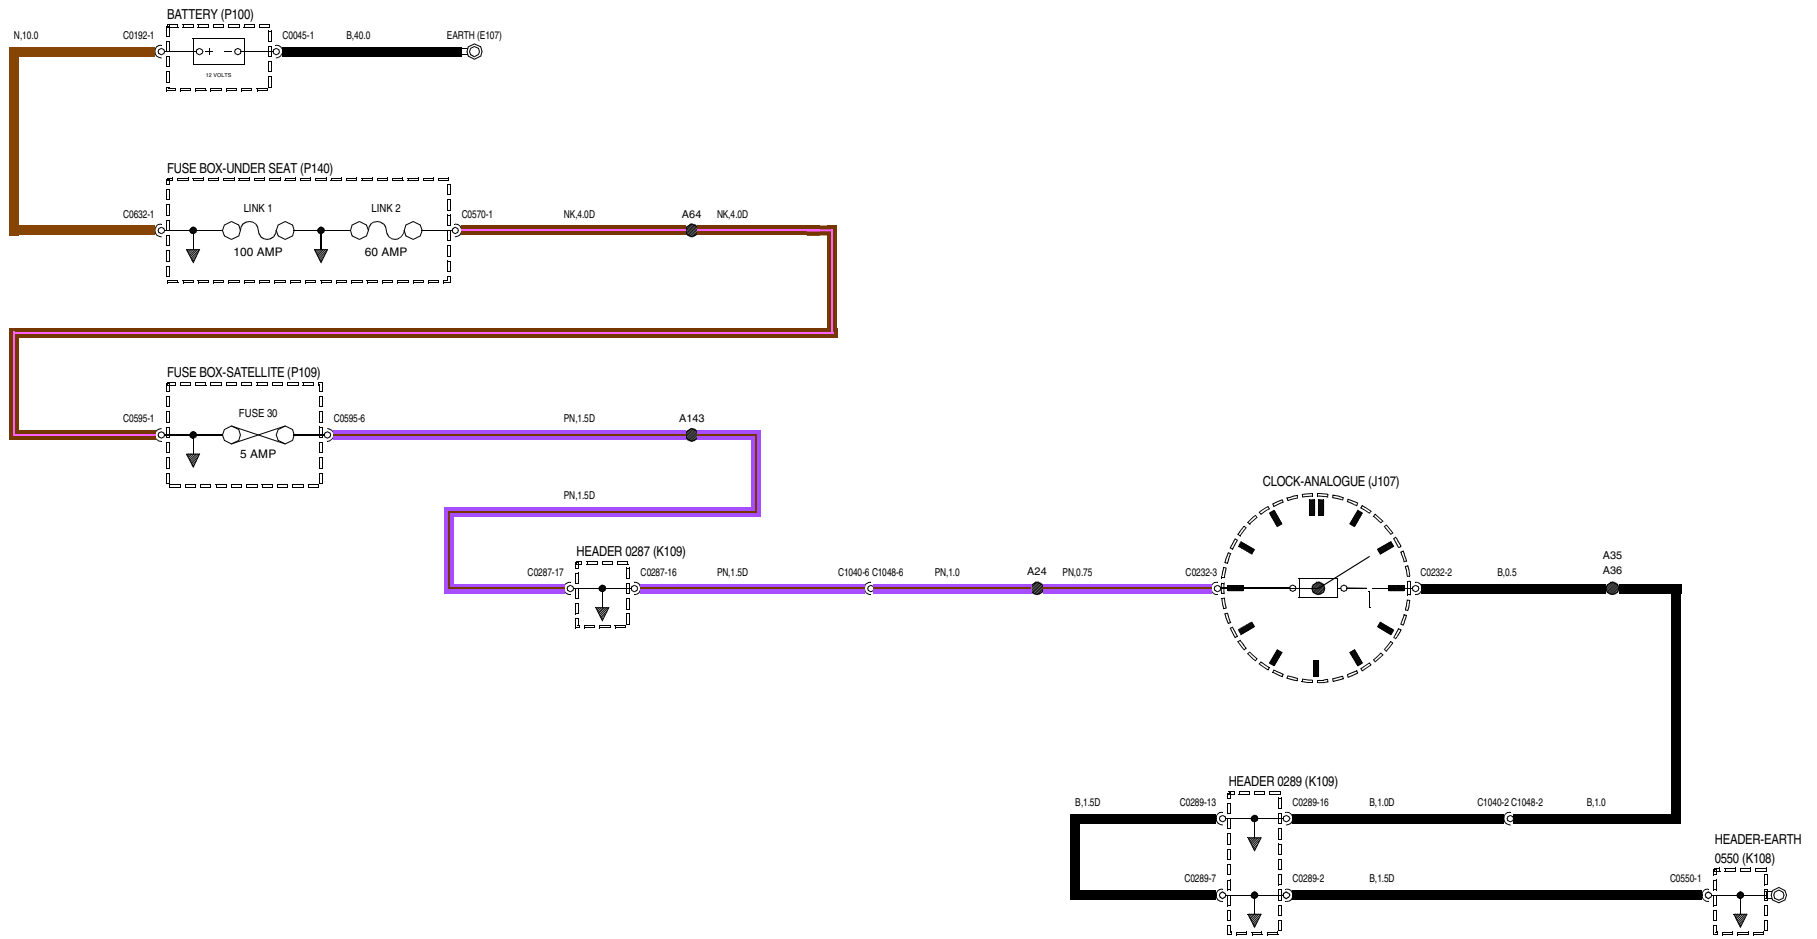 BATTERY (P100)
N,10.0
C0192-1
C0045-1
B,40.0
EARTH (E107)
+ −
12 VOLTS
FUSE BOX-UNDER SEAT (P140)
C0632-1
LINK 1
LINK 2
C0570-1
NK,4.0D
A64
NK,4.0D
100 AMP
60 AMP
FUSE BOX-SATELLITE (P109)
C0595-1
FUSE 30
C0595-6
PN,1.5D
A143
5 AMP
PN,1.5D
CLOCK-ANALOGUE (J107)
HEADER 0287 (K109)
C0287-17
C0287-16
PN,1.5D
C1040-6 C1048-6
PN,1.0
A24
PN,0.75
C0232-3
C0232-2
B,0.5
A35
A36
HEADER 0289 (K109)
B,1.5D
C0289-13
C0289-16
B,1.0D
C1040-2 C1048-2
B,1.0
HEADER-EARTH
0550 (K108)
C0289-7
C0289-2
B,1.5D
C0550-1